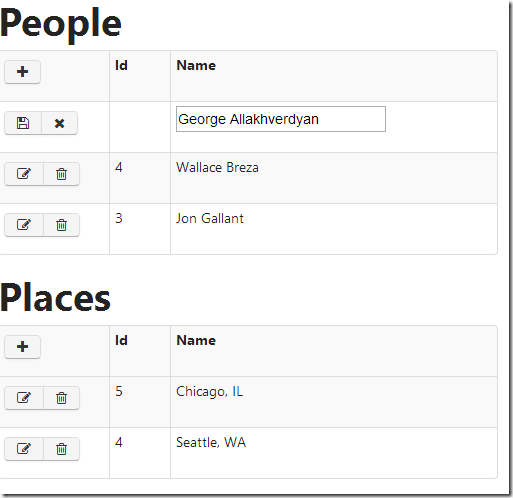 People
Id Name
George Allakhverdyan
4 Wallace Breza
3 Jon Gallant
Places
Id Name
5 Chicago, IL
4 Seattle, WA